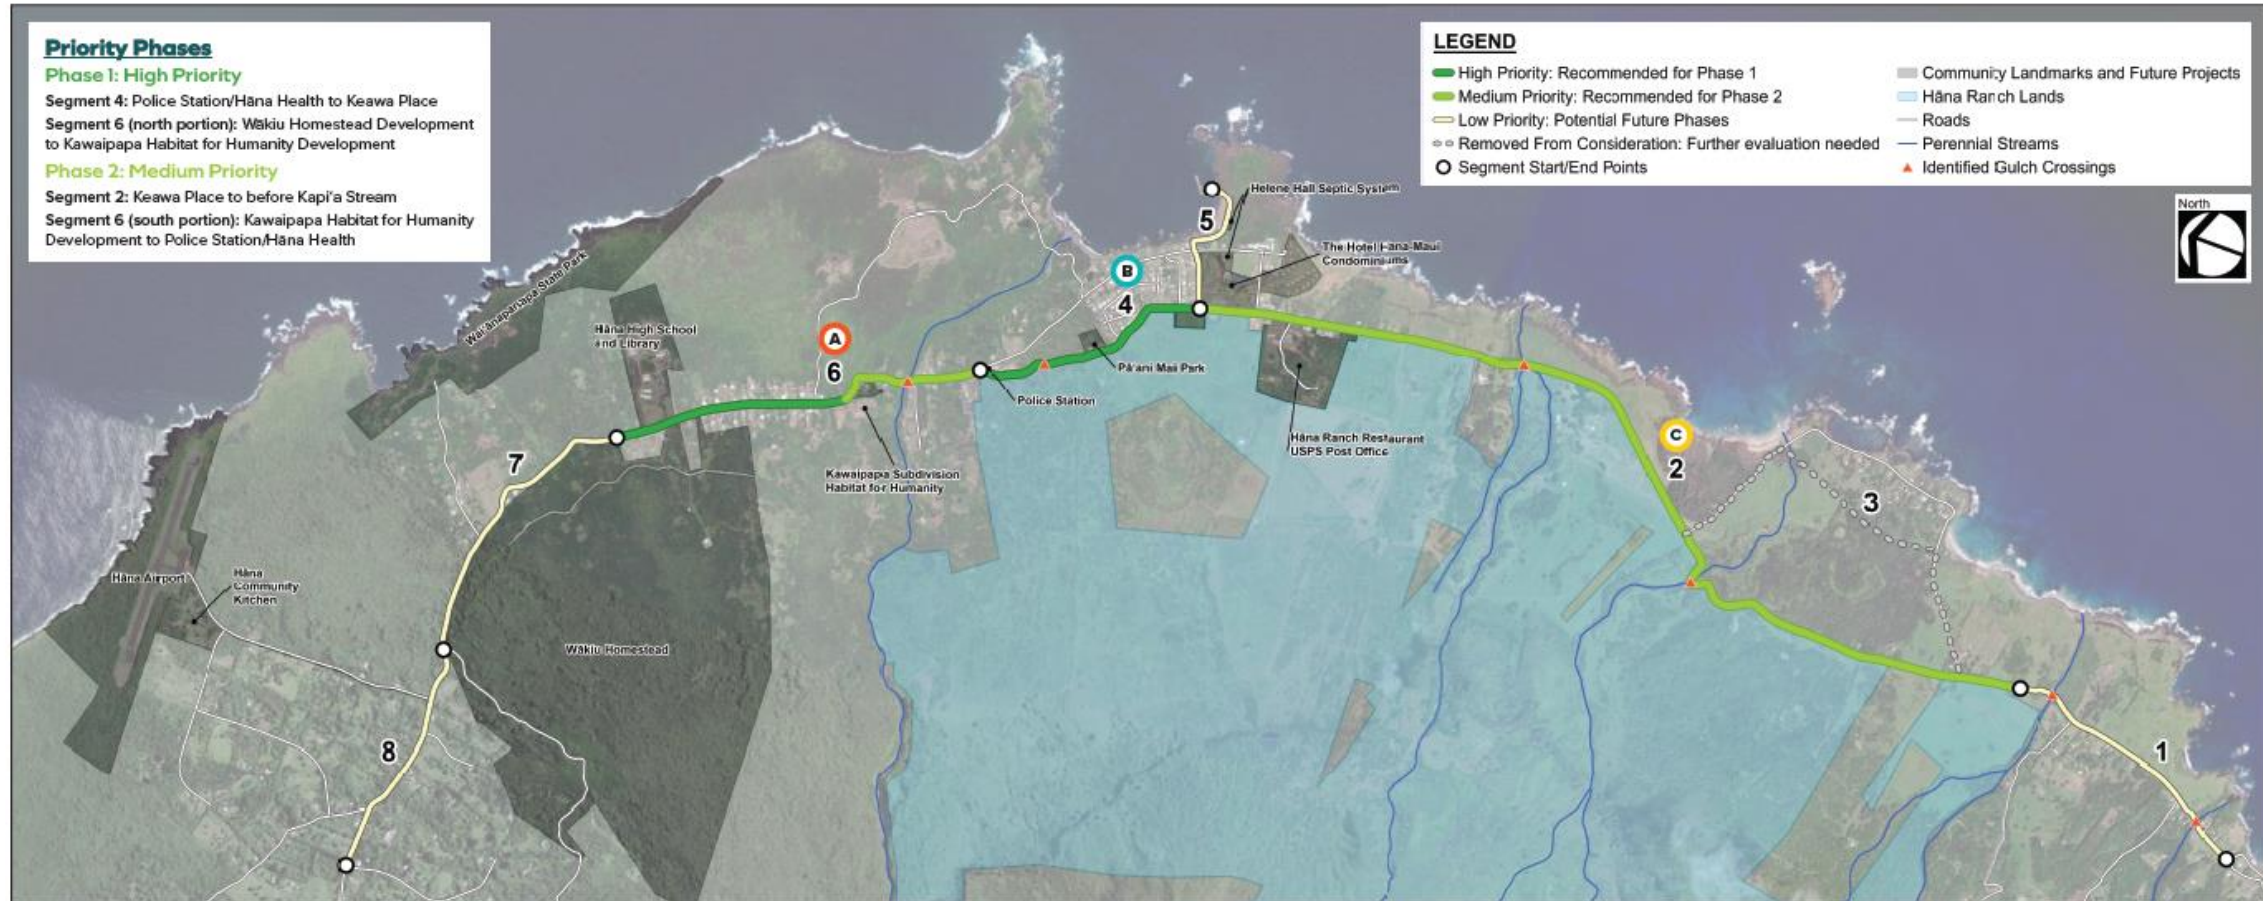 Priority Phases
Phase 1: High Priority
Segment 4: Police Station/Hāna Health to Keawa Place
Segment 6 (north portion): Wākiu Homestead Development
to Kawaipapa Habitat for Humanity Development
Phase 2: Medium Priority
Segment 2: Keawa Place to before Kapi'a Stream
Segment 6 (south portion): Kawaipapa Habitat for Humanity
Development to Police Station/Hāna Health
LEGEND
High Priority: Recommended for Phase 1
Medium Priority: Recommended for Phase 2
Low Priority: Potential Future Phases
Removed From Consideration: Further evaluation needed
Segment Start/End Points
Community Landmarks and Future Projects
Hāna Ranch Lands
Roads
Perennial Streams
Identified Gulch Crossings
North
Helene Hall Septic System
5
The Hotel Hana-Maui
Condominiums
B
4
Wai'ānapanapa State Park
Hāna High School
and Library
A
6
Pā'ani Mai Park
Police Station
Hāna Ranch Restaurant
USPS Post Office
C
2
Kawaipapa Subdivision
Habitat for Humanity
7
3
Hāna Airport
Hāna
Community
Kitchen
Wākiu Homestead
8
1